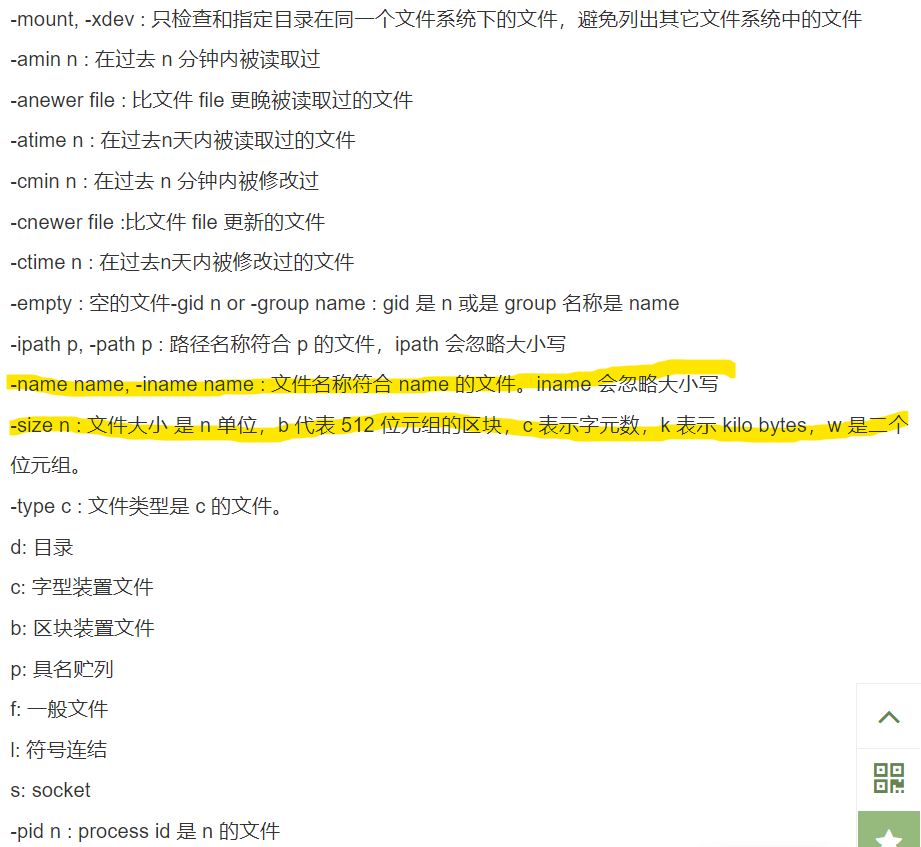 -mount, -xdev : 只检查和指定目录在同一个文件系统下的文件，避免列出其它文件系统中的文件
-amin n : 在过去 n 分钟内被读取过
-anewer file : 比文件 file 更晚被读取过的文件
-atime n : 在过去n天内被读取过的文件
-cmin n : 在过去 n 分钟内被修改过
-cnewer file :比文件 file 更新的文件
-ctime n : 在过去n天内被修改过的文件
-empty : 空的文件-gid n or -group name : gid 是 n 或是 group 名称是 name
-ipath p, -path p : 路径名称符合 p 的文件，ipath 会忽略大小写
-name name, -iname name : 文件名称符合 name 的文件。iname 会忽略大小写
-size n : 文件大小 是 n 单位，b 代表 512 位元组的区块，c 表示字元数，k 表示 kilo bytes，w 是二个
位元组。
-type c : 文件类型是 c 的文件。
d: 目录
c: 字型装置文件
b: 区块装置文件
p: 具名贮列
f: 一般文件
l: 符号连结
s: socket
-pid n : process id 是 n 的文件